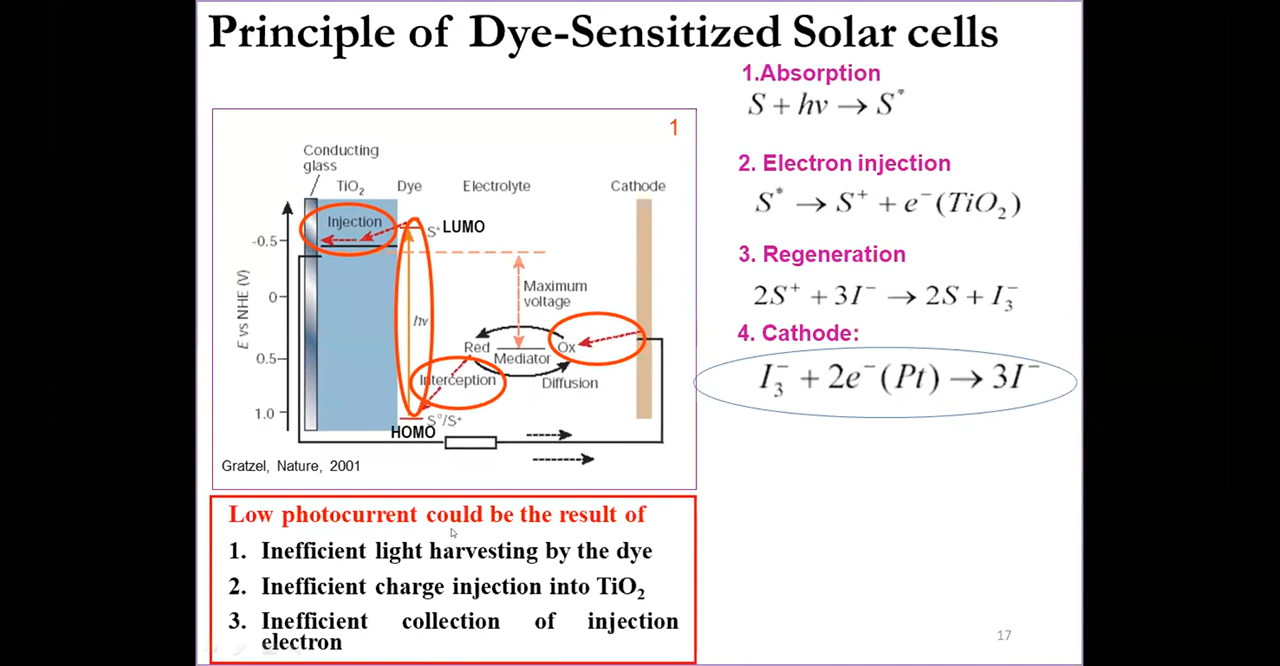 Principle of Dye-Sensitized Solar cells
1
Conducting
glass
TiO₂ Dye Electrolyte Cathode
Injection
S* LUMO
-0.5
0
0.5
1.0
E vs NHE (V)
hν
Maximum
voltage
Red
Ox
Mediator
Interception
Diffusion
S°/S⁺
HOMO
Gratzel, Nature, 2001
1.Absorption
S + hν → S*
2. Electron injection
S* → S⁺ + e⁻(TiO₂)
3. Regeneration
2S⁺ + 3I⁻ → 2S + I₃⁻
4. Cathode:
I₃⁻ + 2e⁻(Pt) → 3I⁻
Low photocurrent could be the result of
1. Inefficient light harvesting by the dye
2. Inefficient charge injection into TiO₂
3. Inefficient collection of injection
electron
17